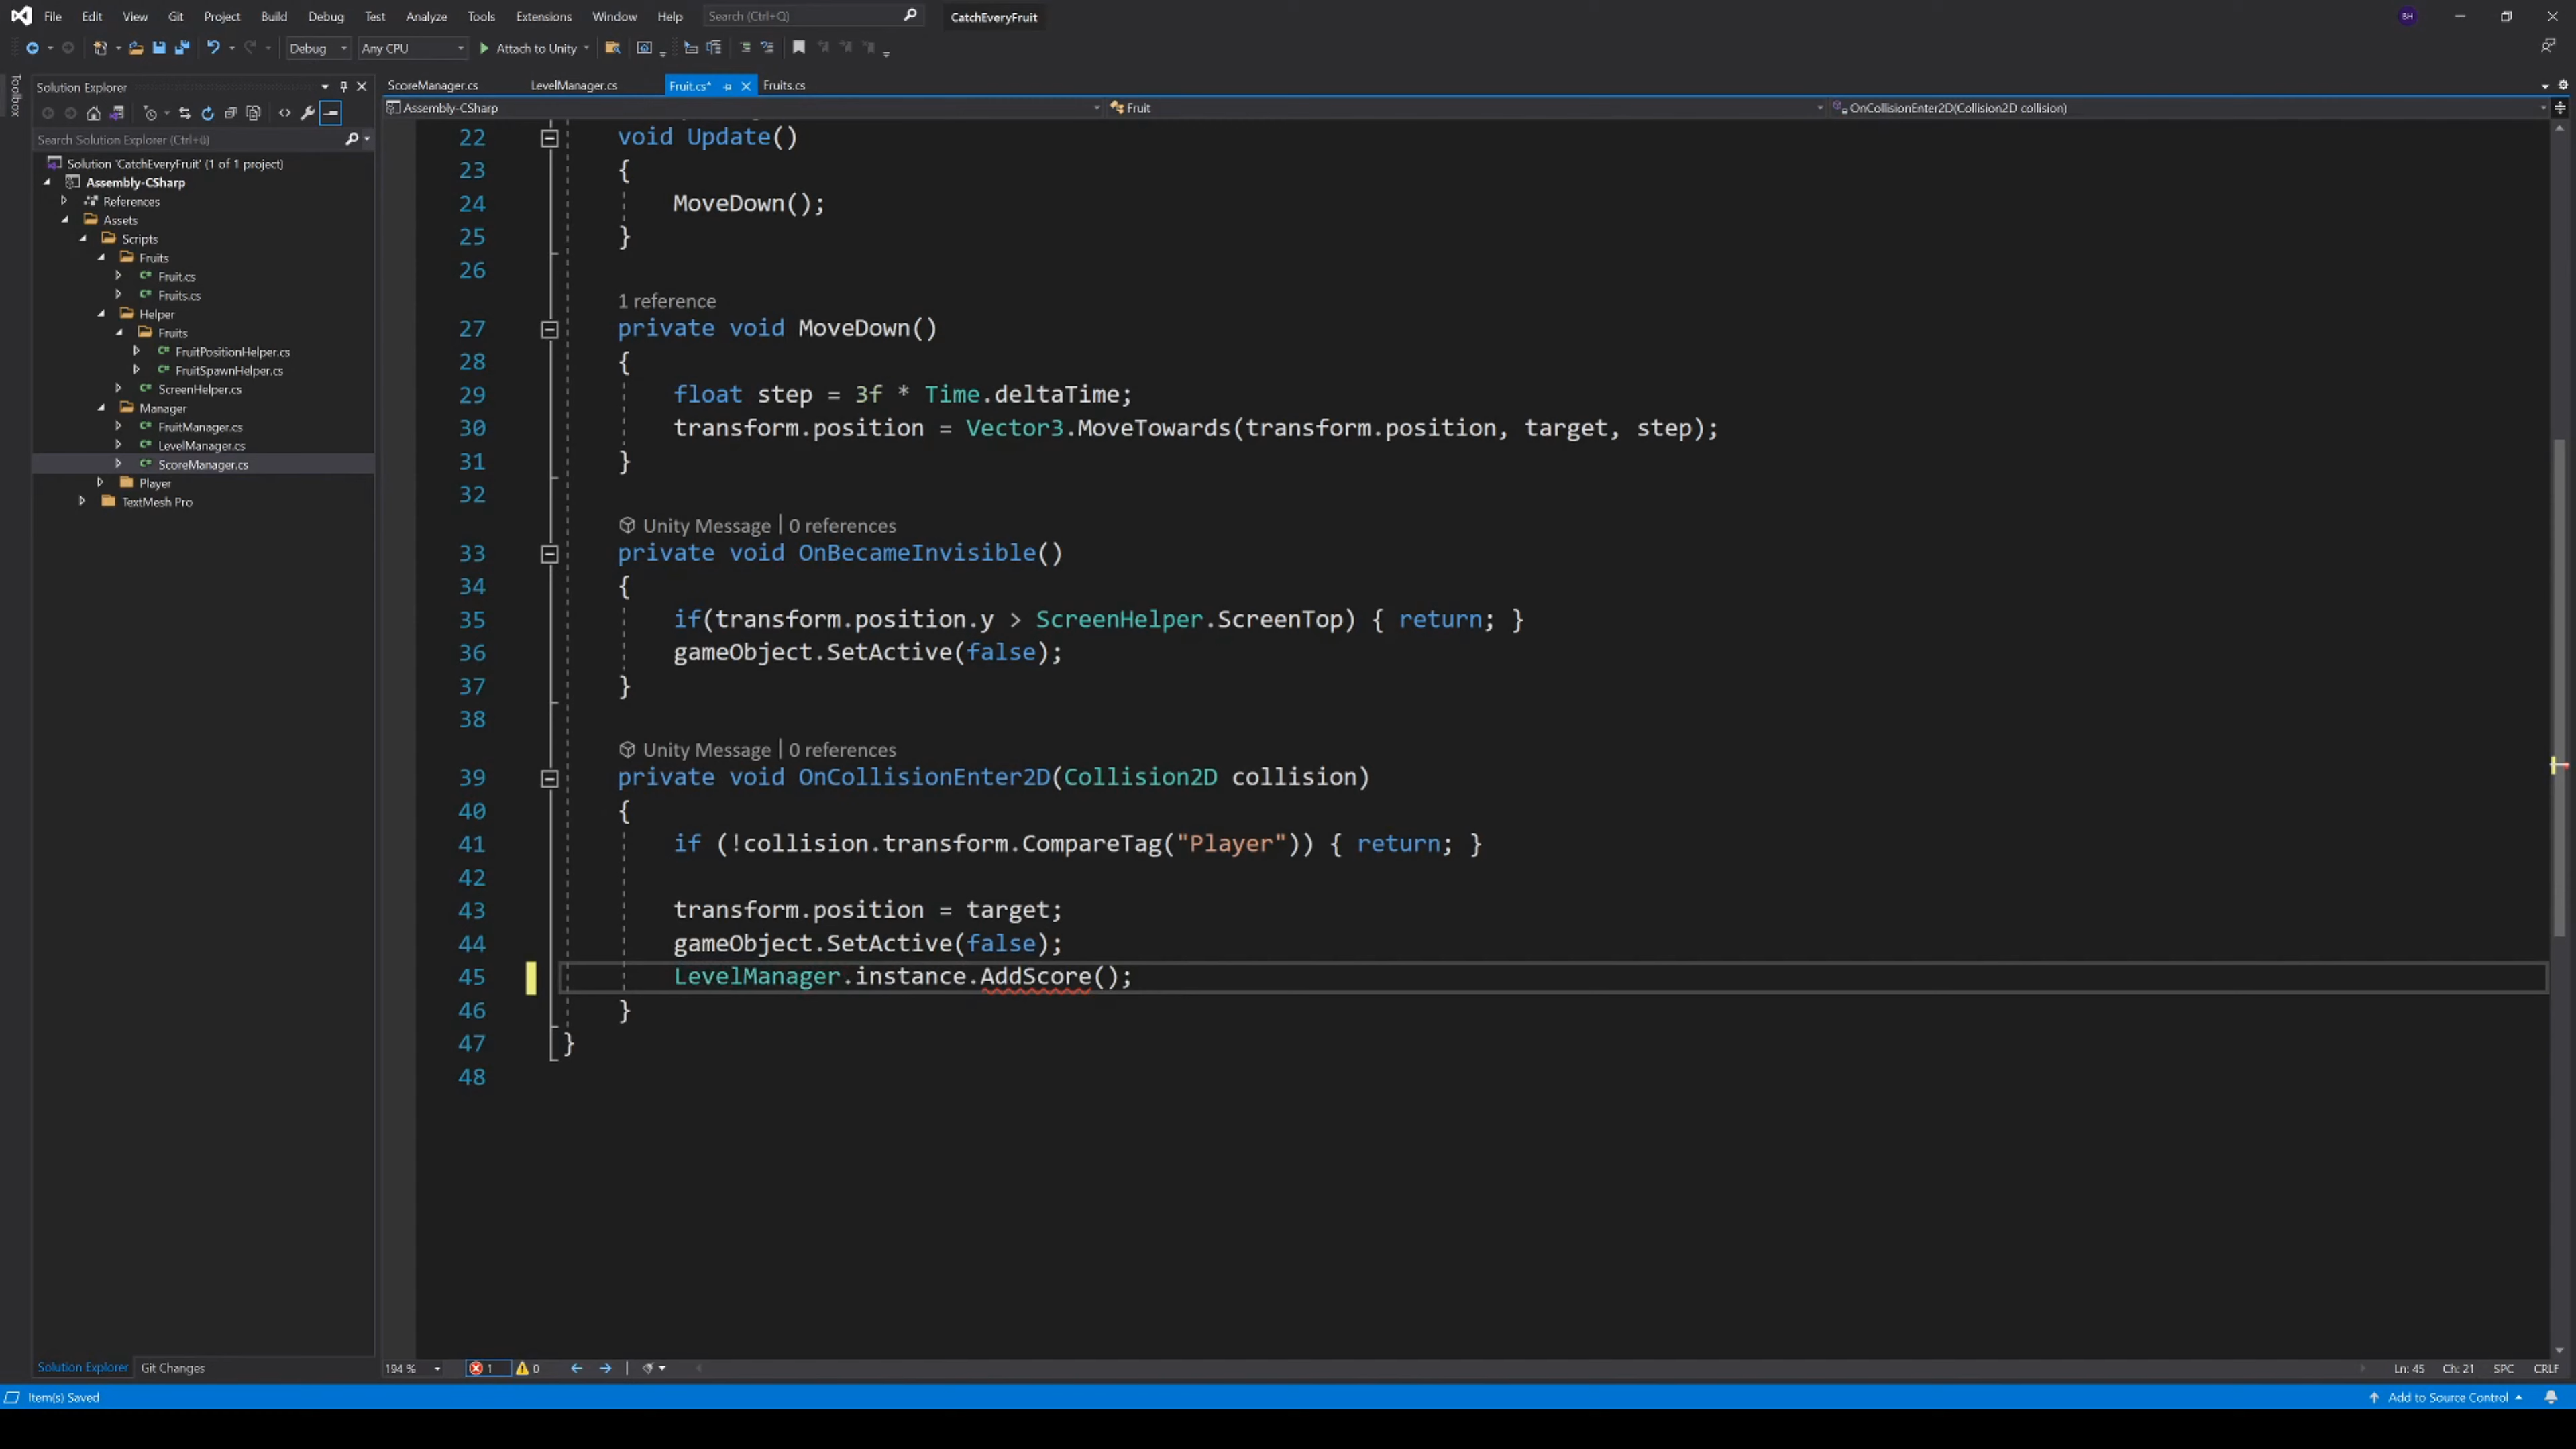 File Edit View Git Project Build Debug Test Analyze Tools Extensions Window Help Search (Ctrl+Q) CatchEveryFruit BH
Debug Any CPU Attach to Unity
Toolbox
Solution Explorer
Search Solution Explorer (Ctrl+ü)
Solution 'CatchEveryFruit' (1 of 1 project)
Assembly-CSharp
References
Assets
Scripts
Fruits
Fruit.cs
Fruits.cs
Helper
Fruits
FruitPositionHelper.cs
FruitSpawnHelper.cs
ScreenHelper.cs
Manager
FruitManager.cs
LevelManager.cs
ScoreManager.cs
Player
TextMesh Pro
Solution Explorer Git Changes
ScoreManager.cs LevelManager.cs Fruit.cs* Fruits.cs
Assembly-CSharp Fruit OnCollisionEnter2D(Collision2D collision)
22 void Update()
23 {
24 MoveDown();
25 }
26
1 reference
27 private void MoveDown()
28 {
29 float step = 3f * Time.deltaTime;
30 transform.position = Vector3.MoveTowards(transform.position, target, step);
31 }
32
Unity Message | 0 references
33 private void OnBecameInvisible()
34 {
35 if(transform.position.y > ScreenHelper.ScreenTop) { return; }
36 gameObject.SetActive(false);
37 }
38
Unity Message | 0 references
39 private void OnCollisionEnter2D(Collision2D collision)
40 {
41 if (!collision.transform.CompareTag("Player")) { return; }
42
43 transform.position = target;
44 gameObject.SetActive(false);
45 LevelManager.instance.AddScore();
46 }
47 }
48
194 % 1 0 Ln: 45 Ch: 21 SPC CRLF
Item(s) Saved Add to Source Control